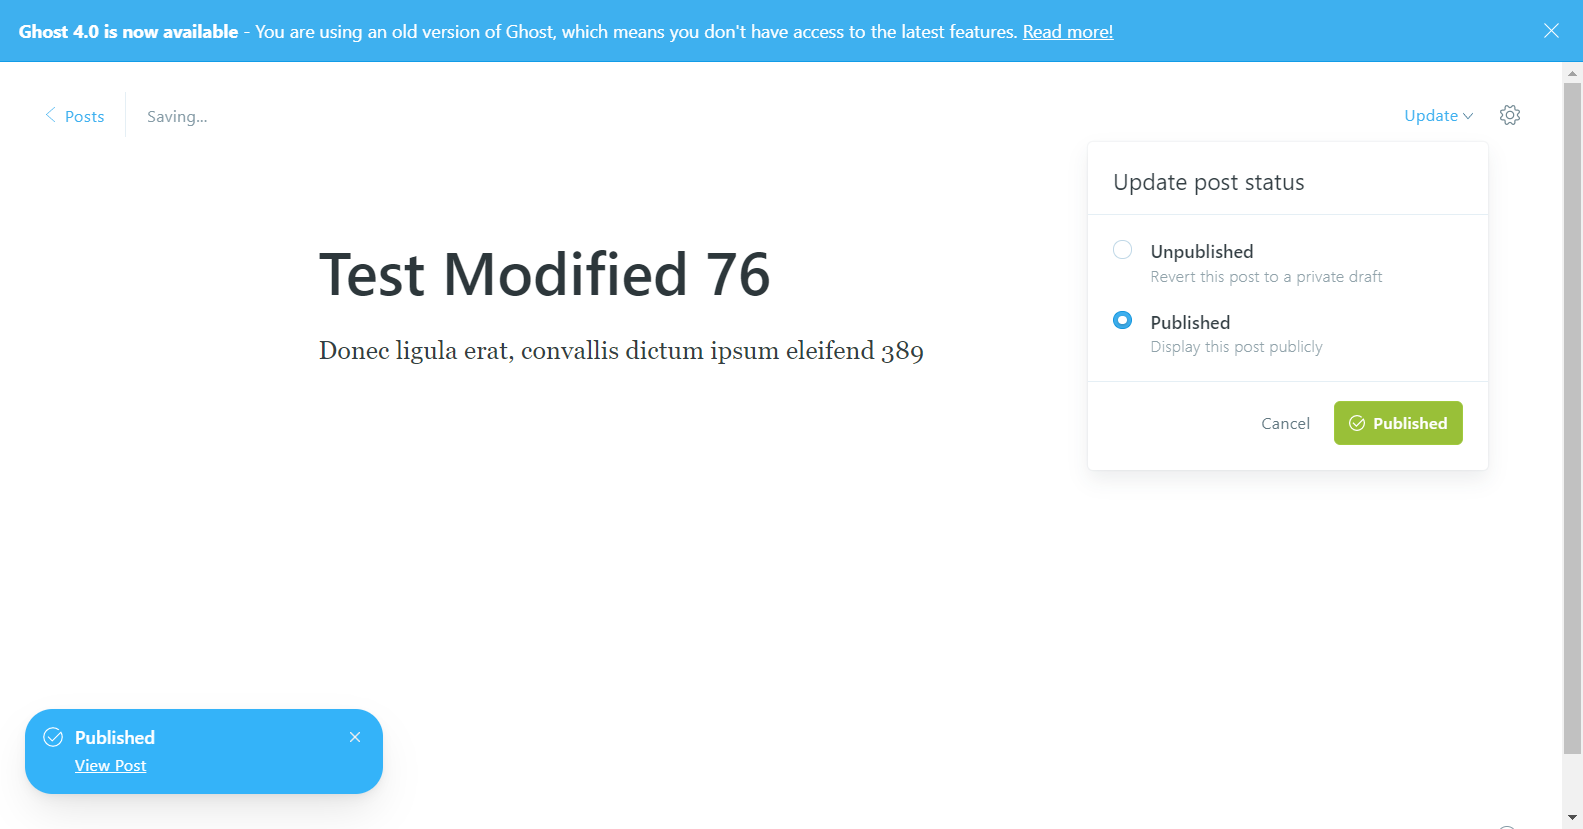 Ghost 4.0 is now available - You are using an old version of Ghost, which means you don't have access to the latest features. Read more!
Posts
Saving...
Update
Update post status
Unpublished
Revert this post to a private draft
Published
Display this post publicly
Cancel
Published
Test Modified 76
Donec ligula erat, convallis dictum ipsum eleifend 389
Published
View Post